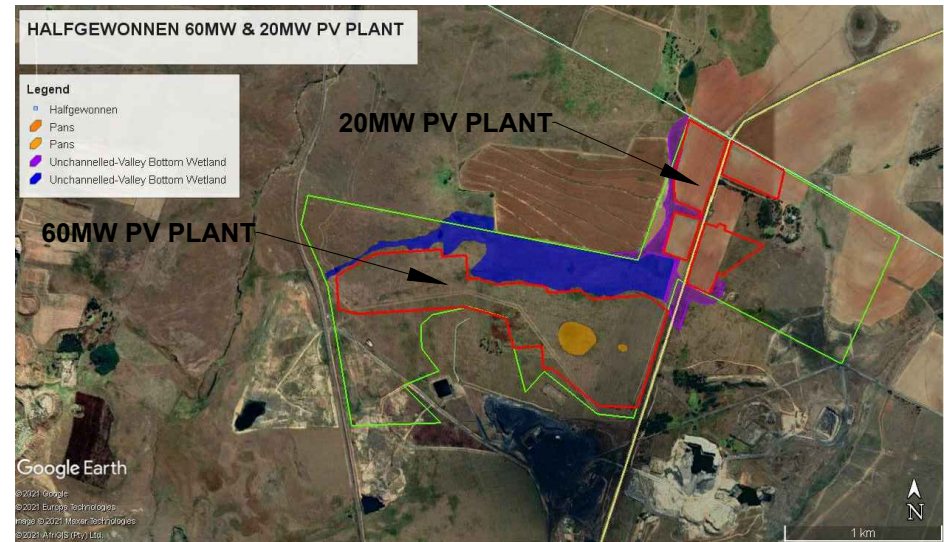 HALFGEWONNEN 60MW & 20MW PV PLANT
Legend
Halfgewonnen
Pans
Pans
Unchannelled-Valley Bottom Wetland
Unchannelled-Valley Bottom Wetland
20MW PV PLANT
60MW PV PLANT
Google Earth
©2021 Google
©2021 Europa Technologies
mage ©2021 Maxar Technologies
©2021 AfriGIS (Pty) Ltd.
N
1 km